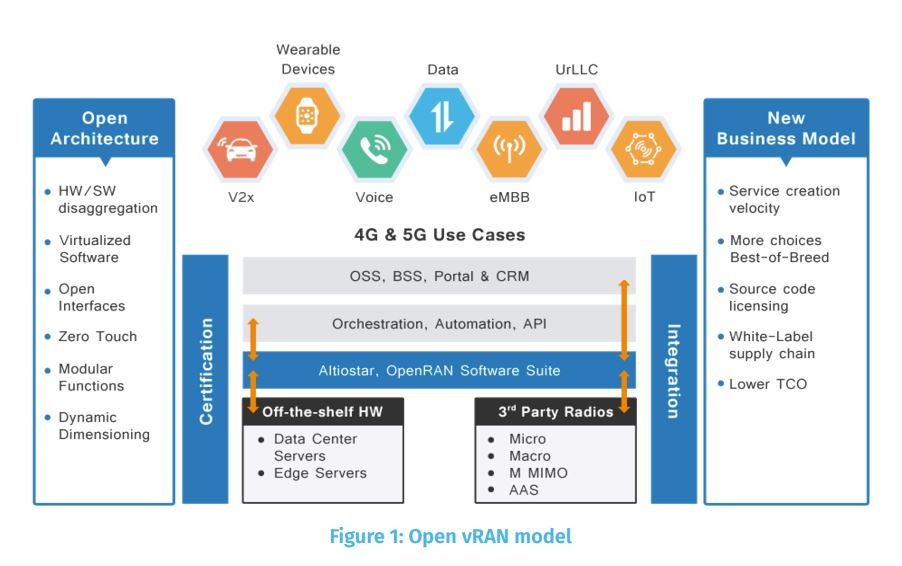 Wearable
Devices
Data
UrLLC
V2x
Voice
eMBB
IoT
4G & 5G Use Cases
Open
Architecture
• HW/SW
disaggregation
• Virtualized
Software
• Open
Interfaces
• Zero Touch
• Modular
Functions
• Dynamic
Dimensioning
Certification
OSS, BSS, Portal & CRM
Orchestration, Automation, API
Altiostar, OpenRAN Software Suite
Off-the-shelf HW
• Data Center
Servers
• Edge Servers
3rd Party Radios
• Micro
• Macro
• M MIMO
• AAS
Integration
New
Business Model
• Service creation
velocity
• More choices
Best-of-Breed
• Source code
licensing
• White-Label
supply chain
• Lower TCO
Figure 1: Open vRAN model